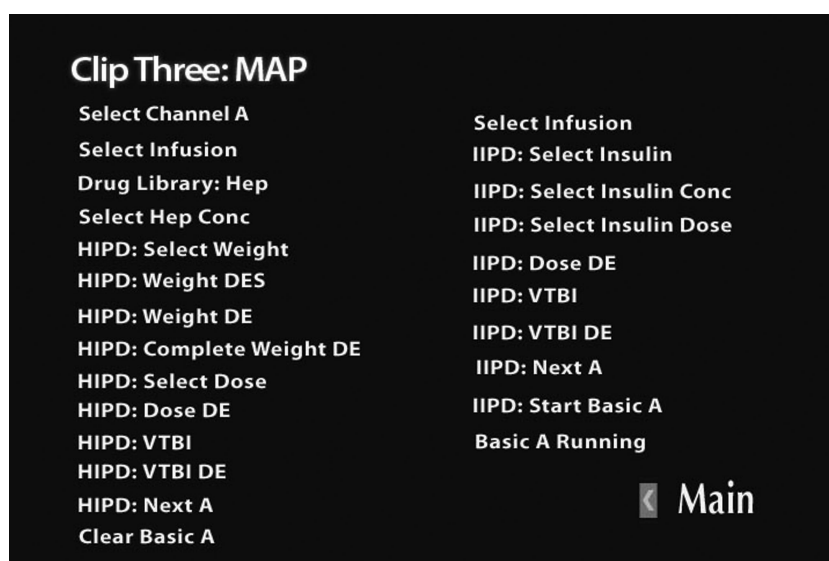 Clip Three: MAP
Select Channel A
Select Infusion
Drug Library: Hep
Select Hep Conc
HIPD: Select Weight
HIPD: Weight DES
HIPD: Weight DE
HIPD: Complete Weight DE
HIPD: Select Dose
HIPD: Dose DE
HIPD: VTBI
HIPD: VTBI DE
HIPD: Next A
Clear Basic A
Select Infusion
IIPD: Select Insulin
IIPD: Select Insulin Conc
IIPD: Select Insulin Dose
IIPD: Dose DE
IIPD: VTBI
IIPD: VTBI DE
IIPD: Next A
IIPD: Start Basic A
Basic A Running
Main